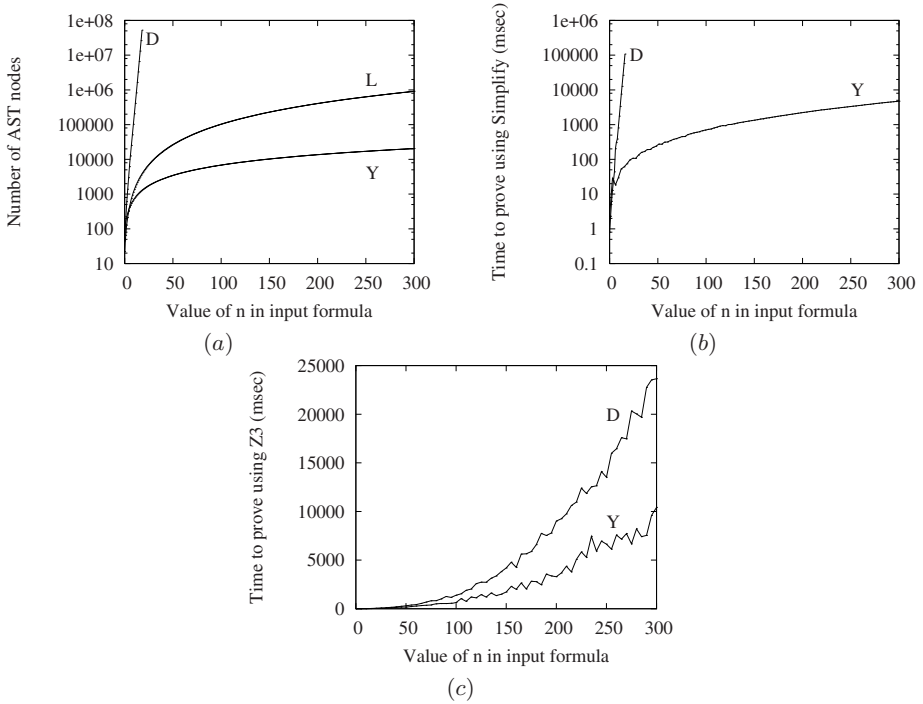 Number of AST nodes
1e+08
1e+07
1e+06
100000
10000
1000
100
10
D
L
Y
0 50 100 150 200 250 300
Value of n in input formula
(a)
Time to prove using Simplify (msec)
1e+06
100000
10000
1000
100
10
1
0.1
D
Y
0 50 100 150 200 250 300
Value of n in input formula
(b)
Time to prove using Z3 (msec)
25000
20000
15000
10000
5000
0
D
Y
0 50 100 150 200 250 300
Value of n in input formula
(c)